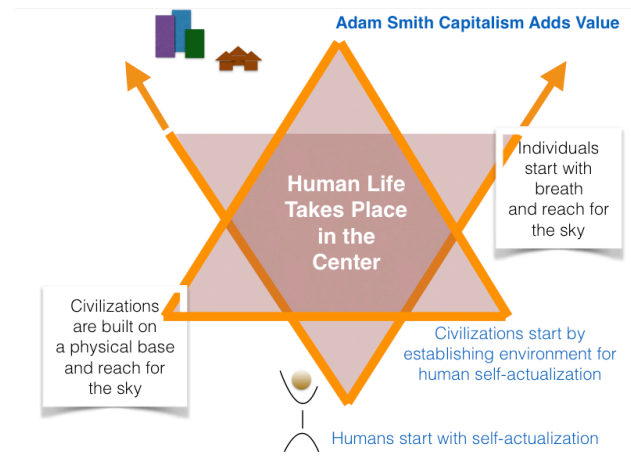 Adam Smith Capitalism Adds Value
Individuals
start with
breath
and reach for
the sky
Human Life
Takes Place
in the
Center
Civilizations
are built on
a physical base
and reach for
the sky
Civilizations start by
establishing environment for
human self-actualization
Humans start with self-actualization